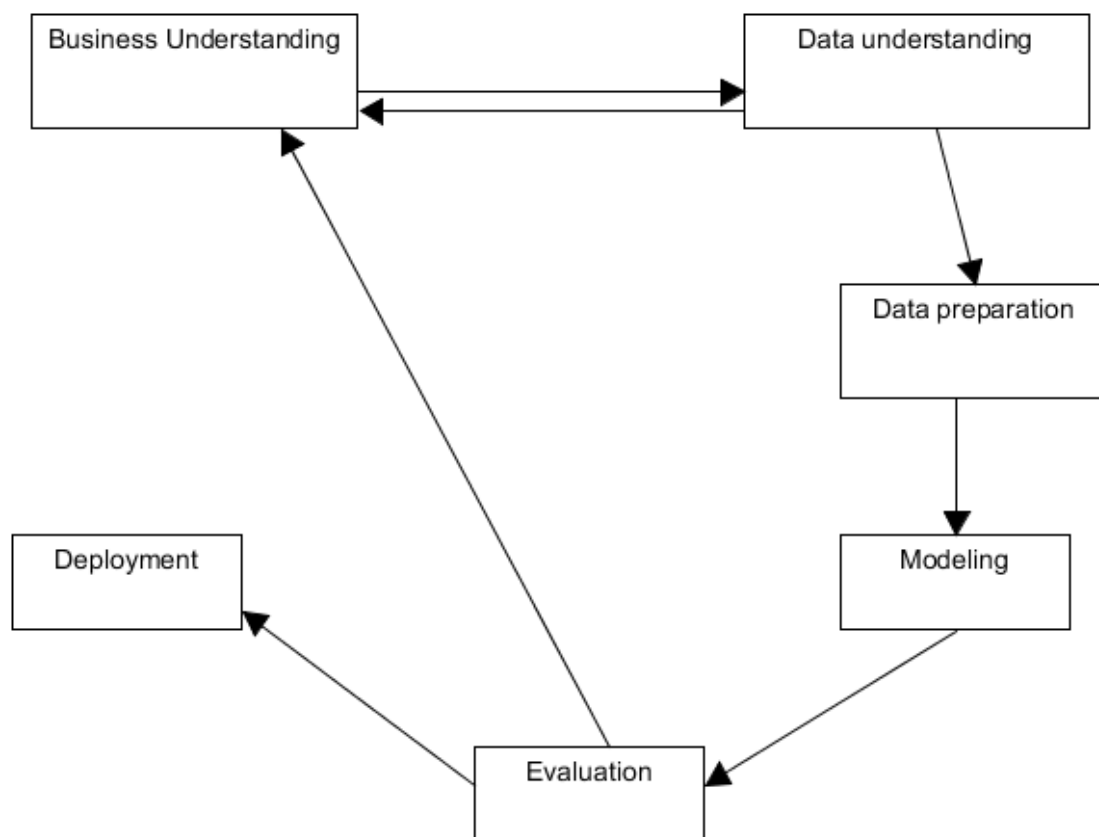 Business Understanding
Data understanding
Data preparation
Deployment
Modeling
Evaluation